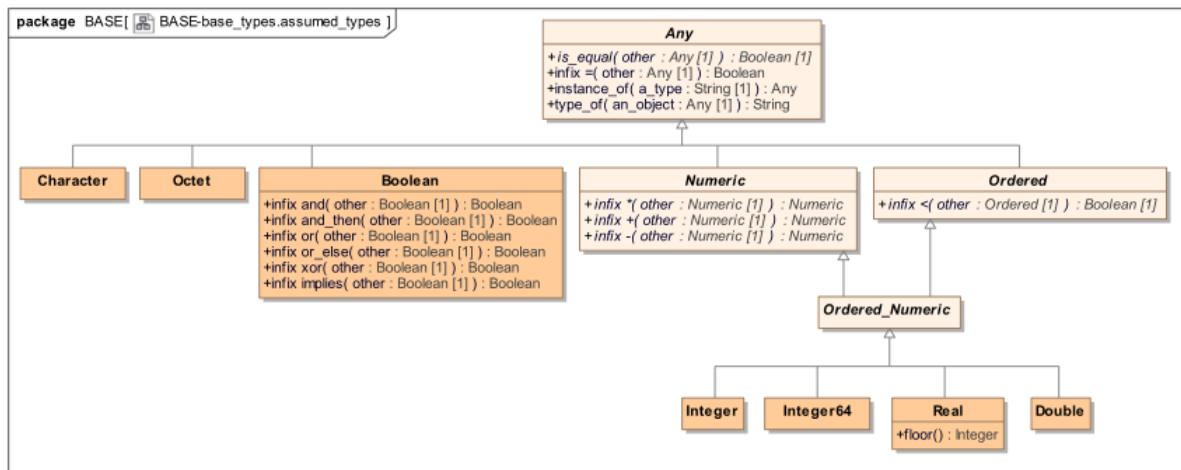 package BASE[ BASE-base_types.assumed_types ]
Any
+is_equal( other : Any [1] ) : Boolean [1]
+infix =( other : Any [1] ) : Boolean
+instance_of( a_type : String [1] ) : Any
+type_of( an_object : Any [1] ) : String
Character
Octet
Boolean
+infix and( other : Boolean [1] ) : Boolean
+infix and_then( other : Boolean [1] ) : Boolean
+infix or( other : Boolean [1] ) : Boolean
+infix or_else( other : Boolean [1] ) : Boolean
+infix xor( other : Boolean [1] ) : Boolean
+infix implies( other : Boolean [1] ) : Boolean
Numeric
+infix *( other : Numeric [1] ) : Numeric
+infix +( other : Numeric [1] ) : Numeric
+infix -( other : Numeric [1] ) : Numeric
Ordered
+infix <( other : Ordered [1] ) : Boolean [1]
Ordered_Numeric
Integer
Integer64
Real
+floor() : Integer
Double